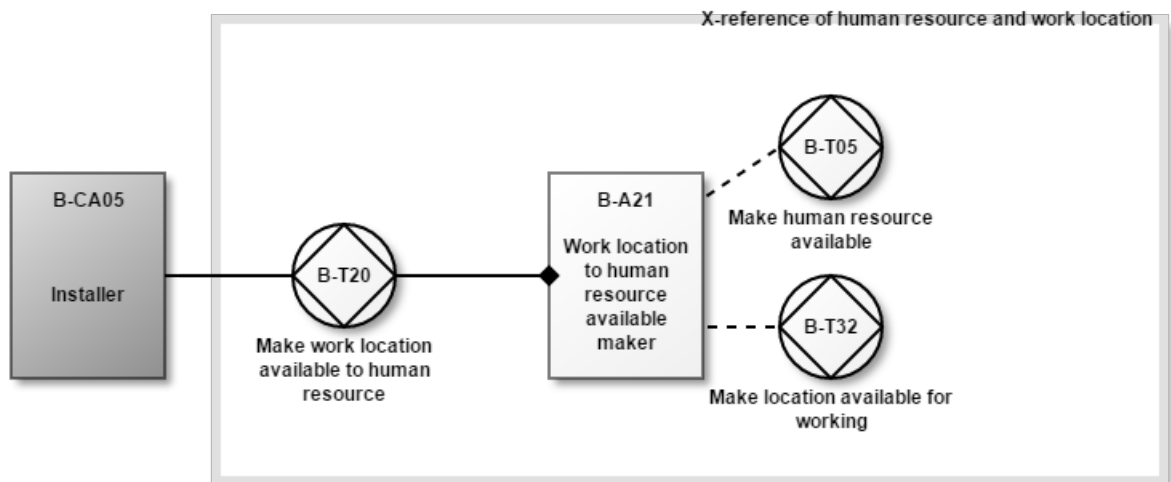 X-reference of human resource and work location
B-CA05
Installer
B-T20
Make work location
available to human
resource
B-A21
Work location
to human
resource
available
maker
B-T05
Make human resource
available
B-T32
Make location available for
working